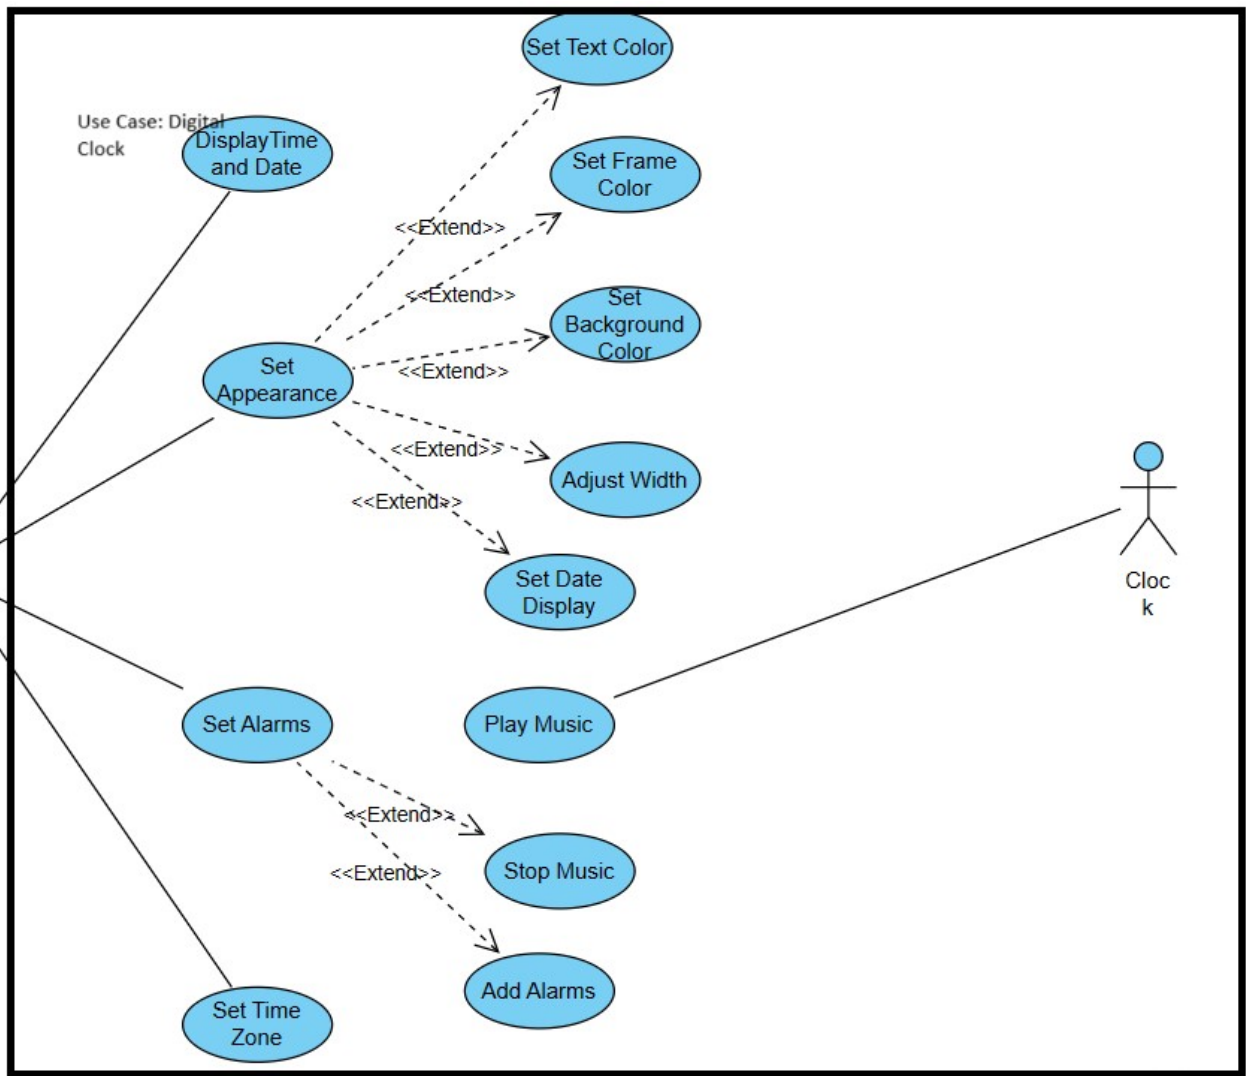 Set Text Color
Use Case: Digital
Clock
DisplayTime
and Date
Set Frame
Color
<<Extend>>
<<Extend>>
Set
Background
Color
<<Extend>>
Set
Appearance
<<Extend>>
Adjust Width
<<Extend>>
Set Date
Display
Cloc
k
Set Alarms
Play Music
<<Extend>>
<<Extend>>
Stop Music
Add Alarms
Set Time
Zone